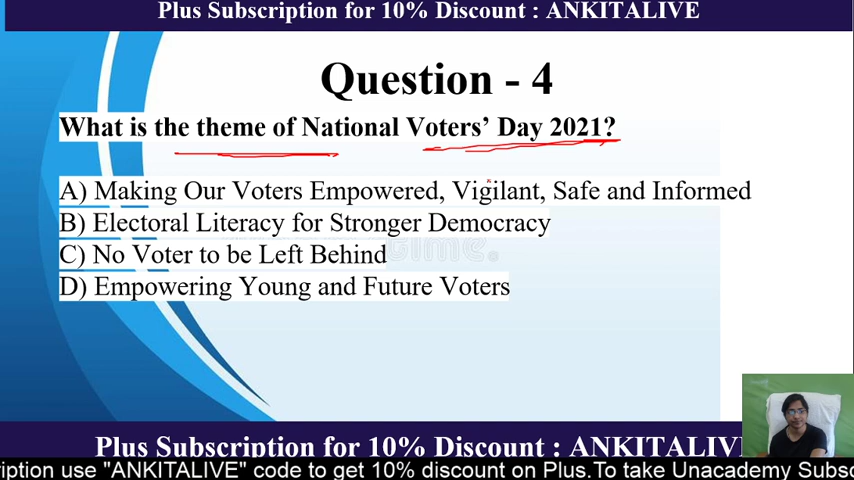 Plus Subscription for 10% Discount : ANKITALIVE
Question - 4
What is the theme of National Voters' Day 2021?
A) Making Our Voters Empowered, Vigilant, Safe and Informed
B) Electoral Literacy for Stronger Democracy
C) No Voter to be Left Behind
D) Empowering Young and Future Voters
Plus Subscription for 10% Discount : ANKITALIV
ription use "ANKITALIVE" code to get 10% discount on Plus.To take Unacademy Subsc